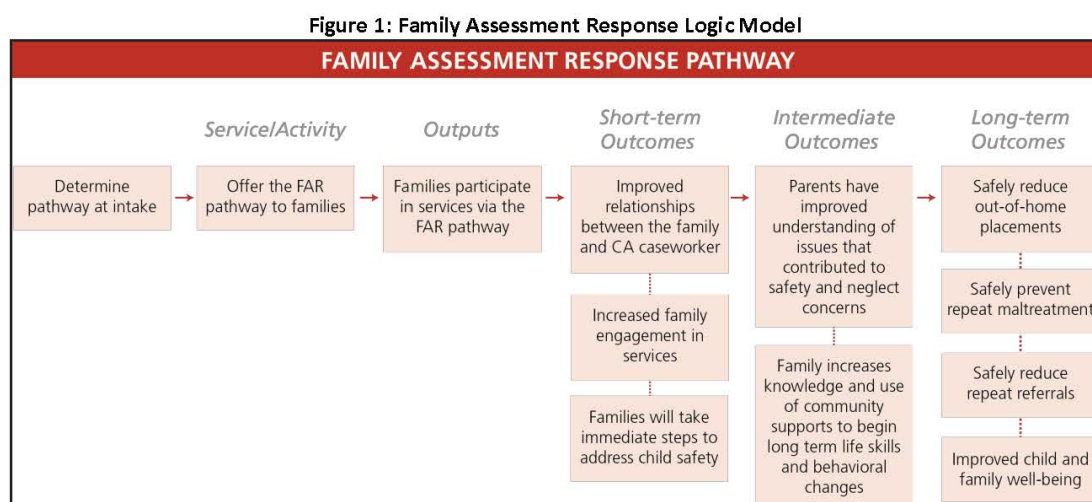 Figure 1: Family Assessment Response Logic Model
FAMILY ASSESSMENT RESPONSE PATHWAY
Service/Activity
Outputs
Short-term
Outcomes
Intermediate
Outcomes
Long-term
Outcomes
Determine
pathway at intake
Offer the FAR
pathway to families
Families participate
in services via the
FAR pathway
Improved
relationships
between the family
and CA caseworker
Increased family
engagement in
services
Families will take
immediate steps to
address child safety
Parents have
improved
understanding of
issues that
contributed to
safety and neglect
concerns
Family increases
knowledge and use
of community
supports to begin
long term life skills
and behavioral
changes
Safely reduce
out-of-home
placements
Safely prevent
repeat maltreatment
Safely reduce
repeat referrals
Improved child and
family well-being